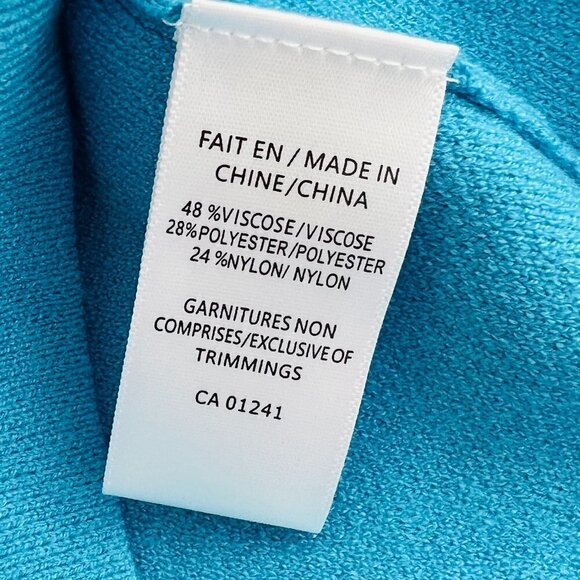 FAIT EN / MADE IN
CHINE/CHINA
48 %VISCOSE/VISCOSE
28%POLYESTER/POLYESTER
24 %NYLON/ NYLON
GARNITURES NON
COMPRISES/EXCLUSIVE OF
TRIMMINGS
CA 01241